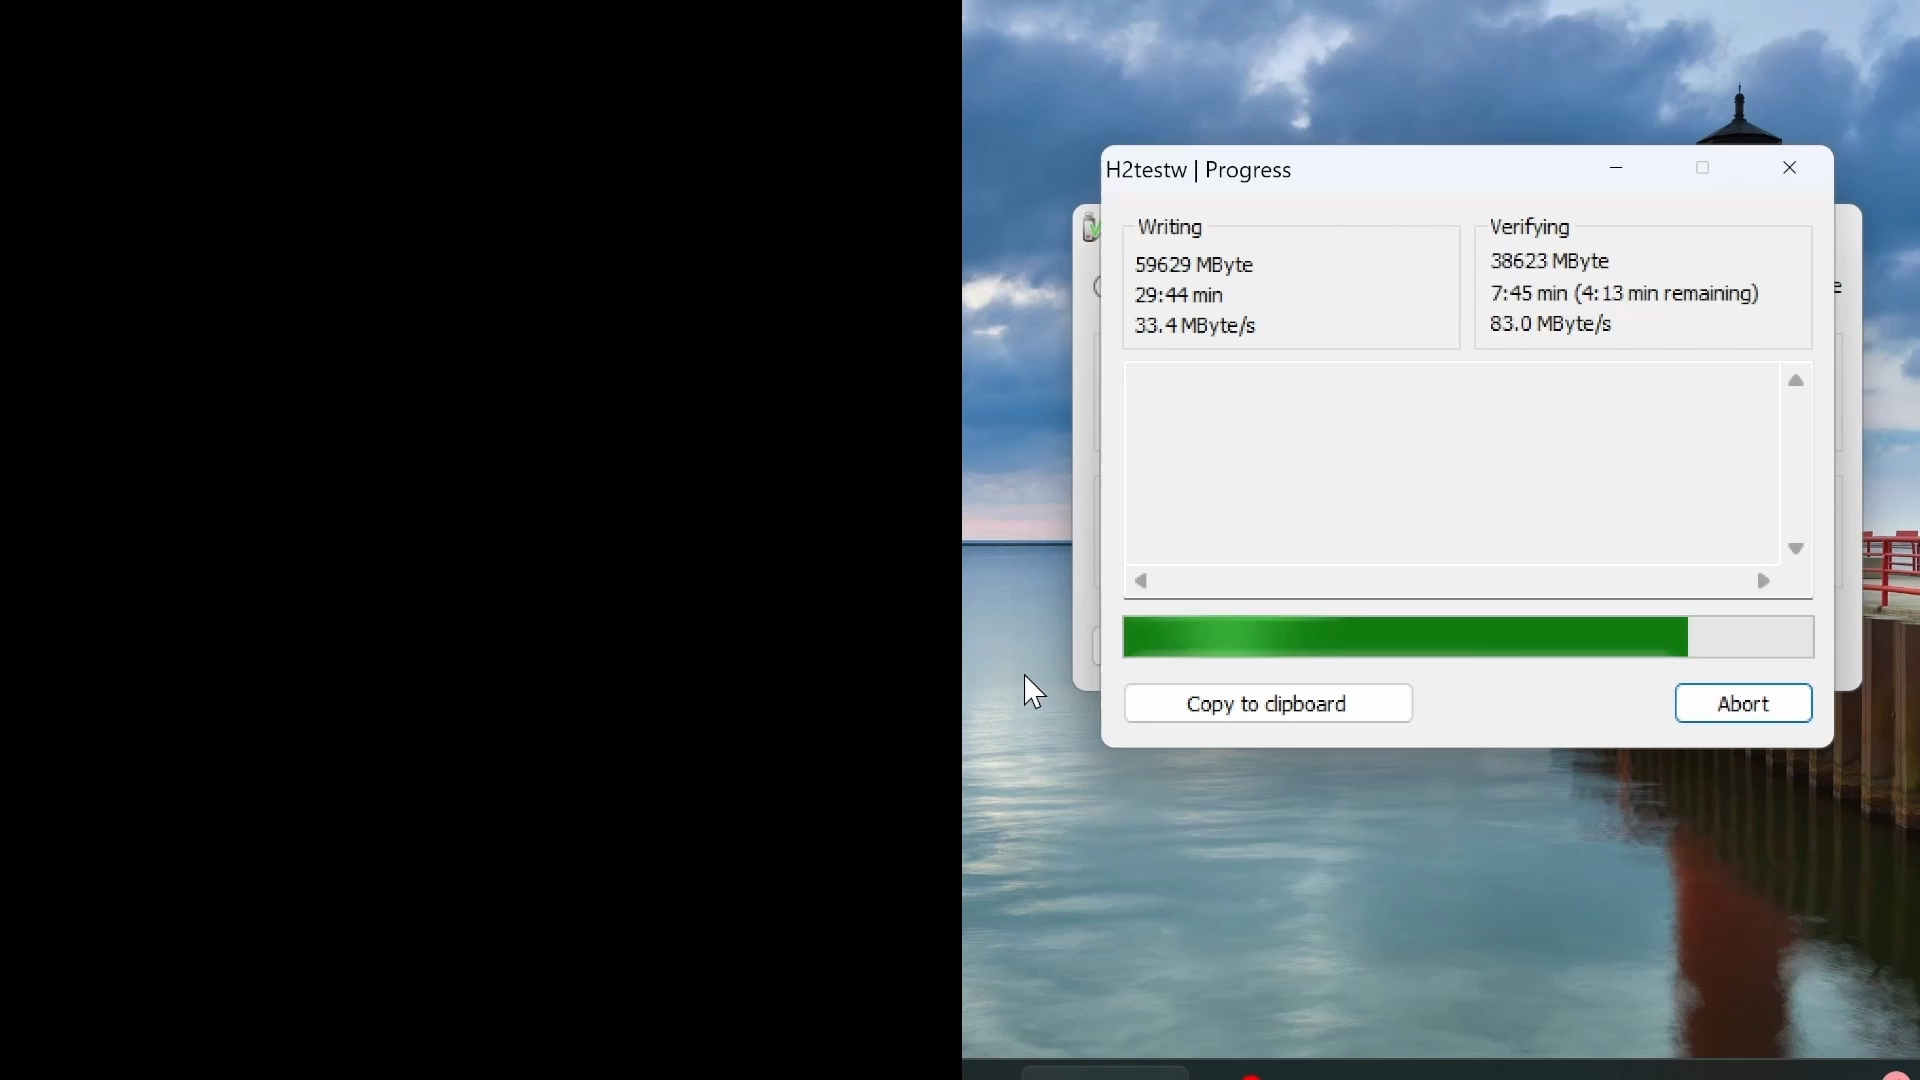 H2testw | Progress
Writing
59629 MByte
29:44 min
33.4 MByte/s
Verifying
38623 MByte
7:45 min (4:13 min remaining)
83.0 MByte/s
Copy to clipboard
Abort